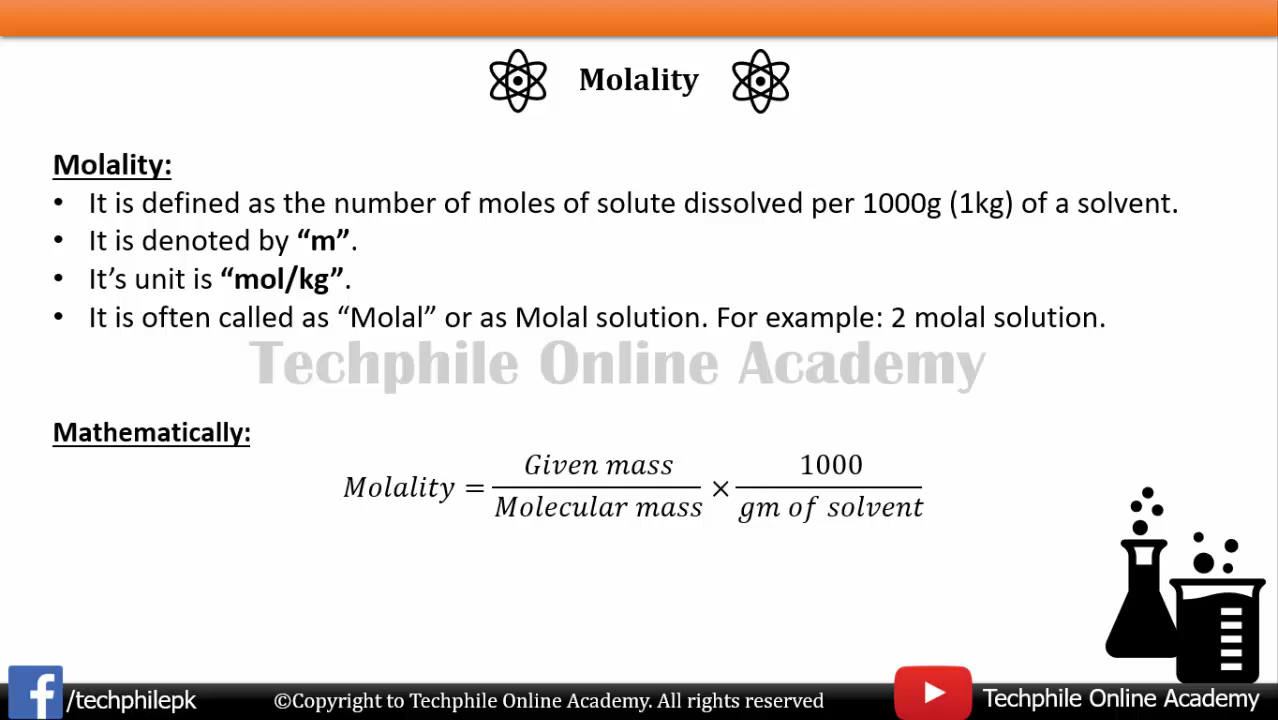 Molality
Molality:
• It is defined as the number of moles of solute dissolved per 1000g (1kg) of a solvent.
• It is denoted by “m”.
• It’s unit is “mol/kg”.
• It is often called as “Molal” or as Molal solution. For example: 2 molal solution.
Techphile Online Academy
Mathematically:
Molality = Given mass / Molecular mass × 1000 / gm of solvent
f /techphilepk ©Copyright to Techphile Online Academy. All rights reserved Techphile Online Academy